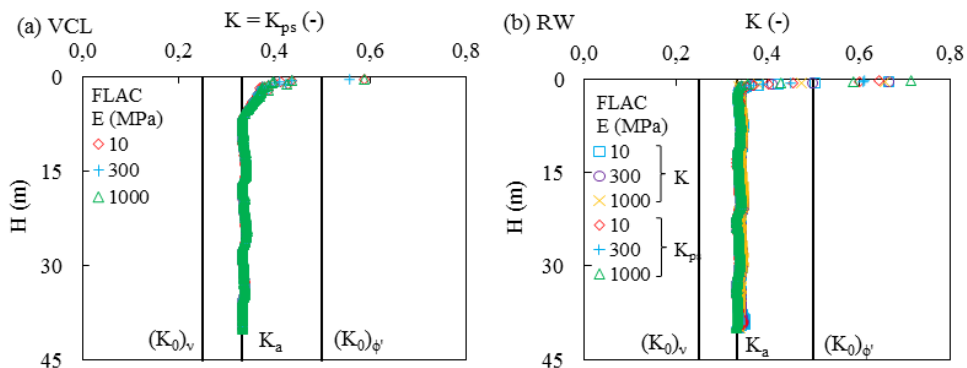 (a) VCL
K = Kps (-)
0,0 0,2 0,4 0,6 0,8
0
15
30
45
H (m)
FLAC
E (MPa)
10
300
1000
(K0)ν Ka (K0)ϕ'
(b) RW
K (-)
0,0 0,2 0,4 0,6 0,8
0
15
30
45
H (m)
FLAC
E (MPa)
10
300
1000
K
10
300
1000
Kps
(K0)ν Ka (K0)ϕ'